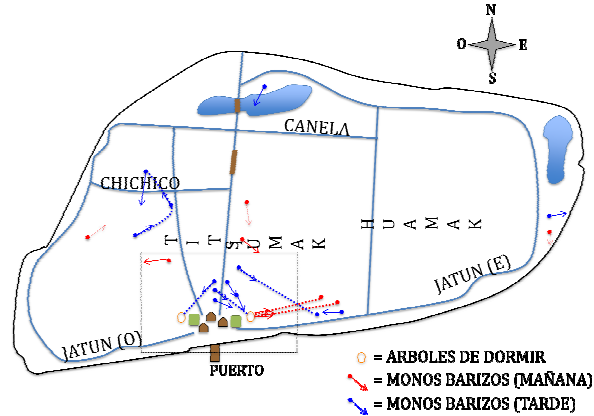 N
O E
S
CANELA
CHICHICO
T I T I
S U M A K
H U A M A K
JATUN (E)
JATUN (O)
PUERTO
= ARBOLES DE DORMIR
= MONOS BARIZOS (MAÑANA)
= MONOS BARIZOS (TARDE)